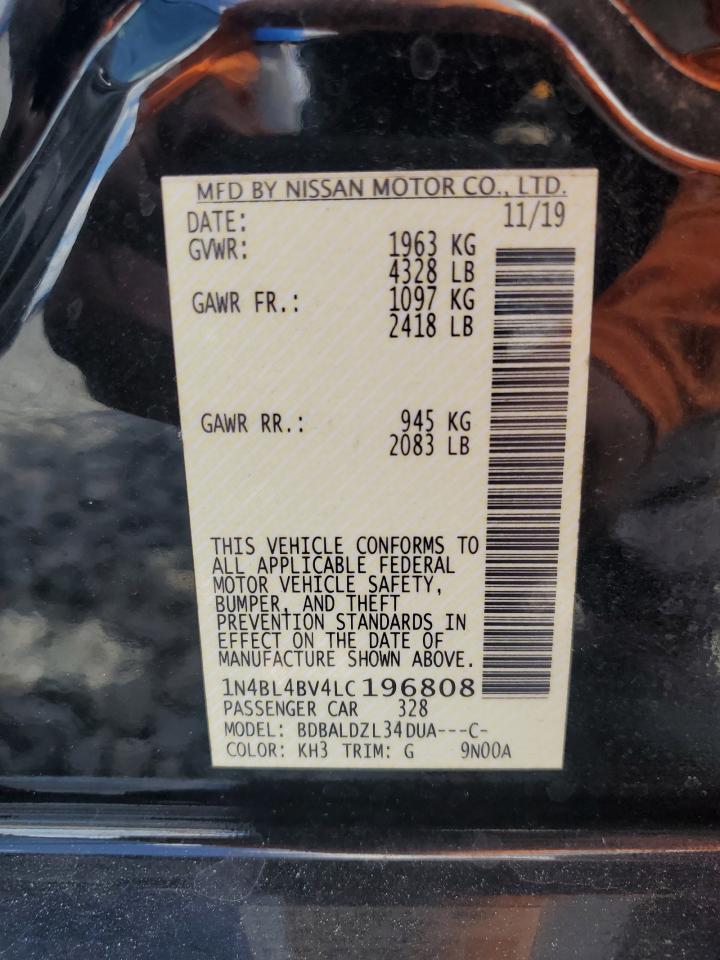 MFD BY NISSAN MOTOR CO., LTD.
DATE: 11/19
GVWR: 1963 KG
4328 LB
GAWR FR.: 1097 KG
2418 LB
GAWR RR.: 945 KG
2083 LB
THIS VEHICLE CONFORMS TO
ALL APPLICABLE FEDERAL
MOTOR VEHICLE SAFETY,
BUMPER, AND THEFT
PREVENTION STANDARDS IN
EFFECT ON THE DATE OF
MANUFACTURE SHOWN ABOVE.
1N4BL4BV4LC196808
PASSENGER CAR 328
MODEL: BDBALDZL34DUA---C-
COLOR: KH3 TRIM: G 9N00A